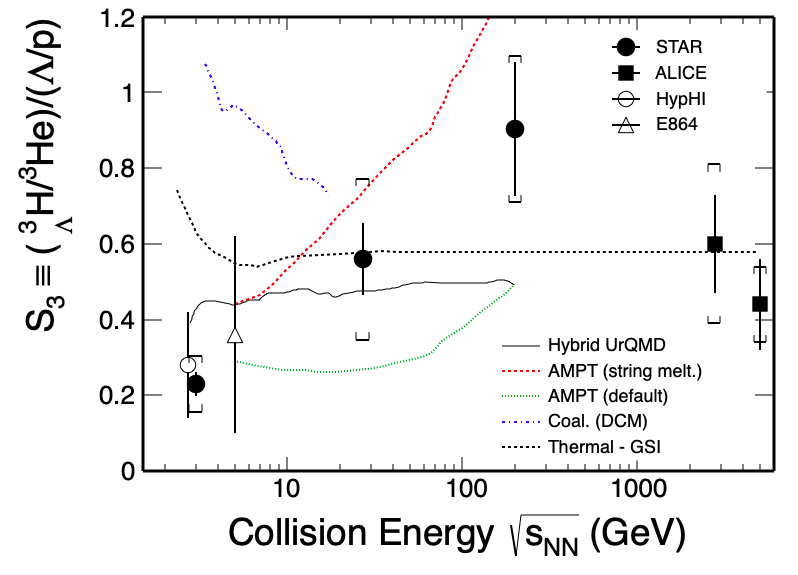 S₃ ≡ (³ΛH/³He)/(Λ/p)
1.2
1
0.8
0.6
0.4
0.2
0
10 100 1000
Collision Energy √sNN (GeV)
STAR
ALICE
HypHI
E864
Hybrid UrQMD
AMPT (string melt.)
AMPT (default)
Coal. (DCM)
Thermal - GSI